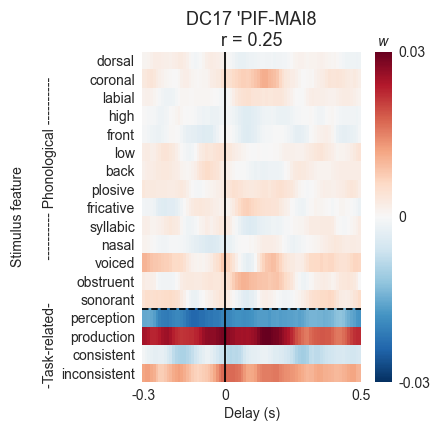 DC17 'PIF-MAI8
r = 0.25
w
dorsal
coronal
labial
high
front
low
back
plosive
fricative
syllabic
nasal
voiced
obstruent
sonorant
perception
production
consistent
inconsistent
Stimulus feature
-Task-related- ---------- Phonological ----------
0.03
0
-0.03
-0.3 0 0.5
Delay (s)